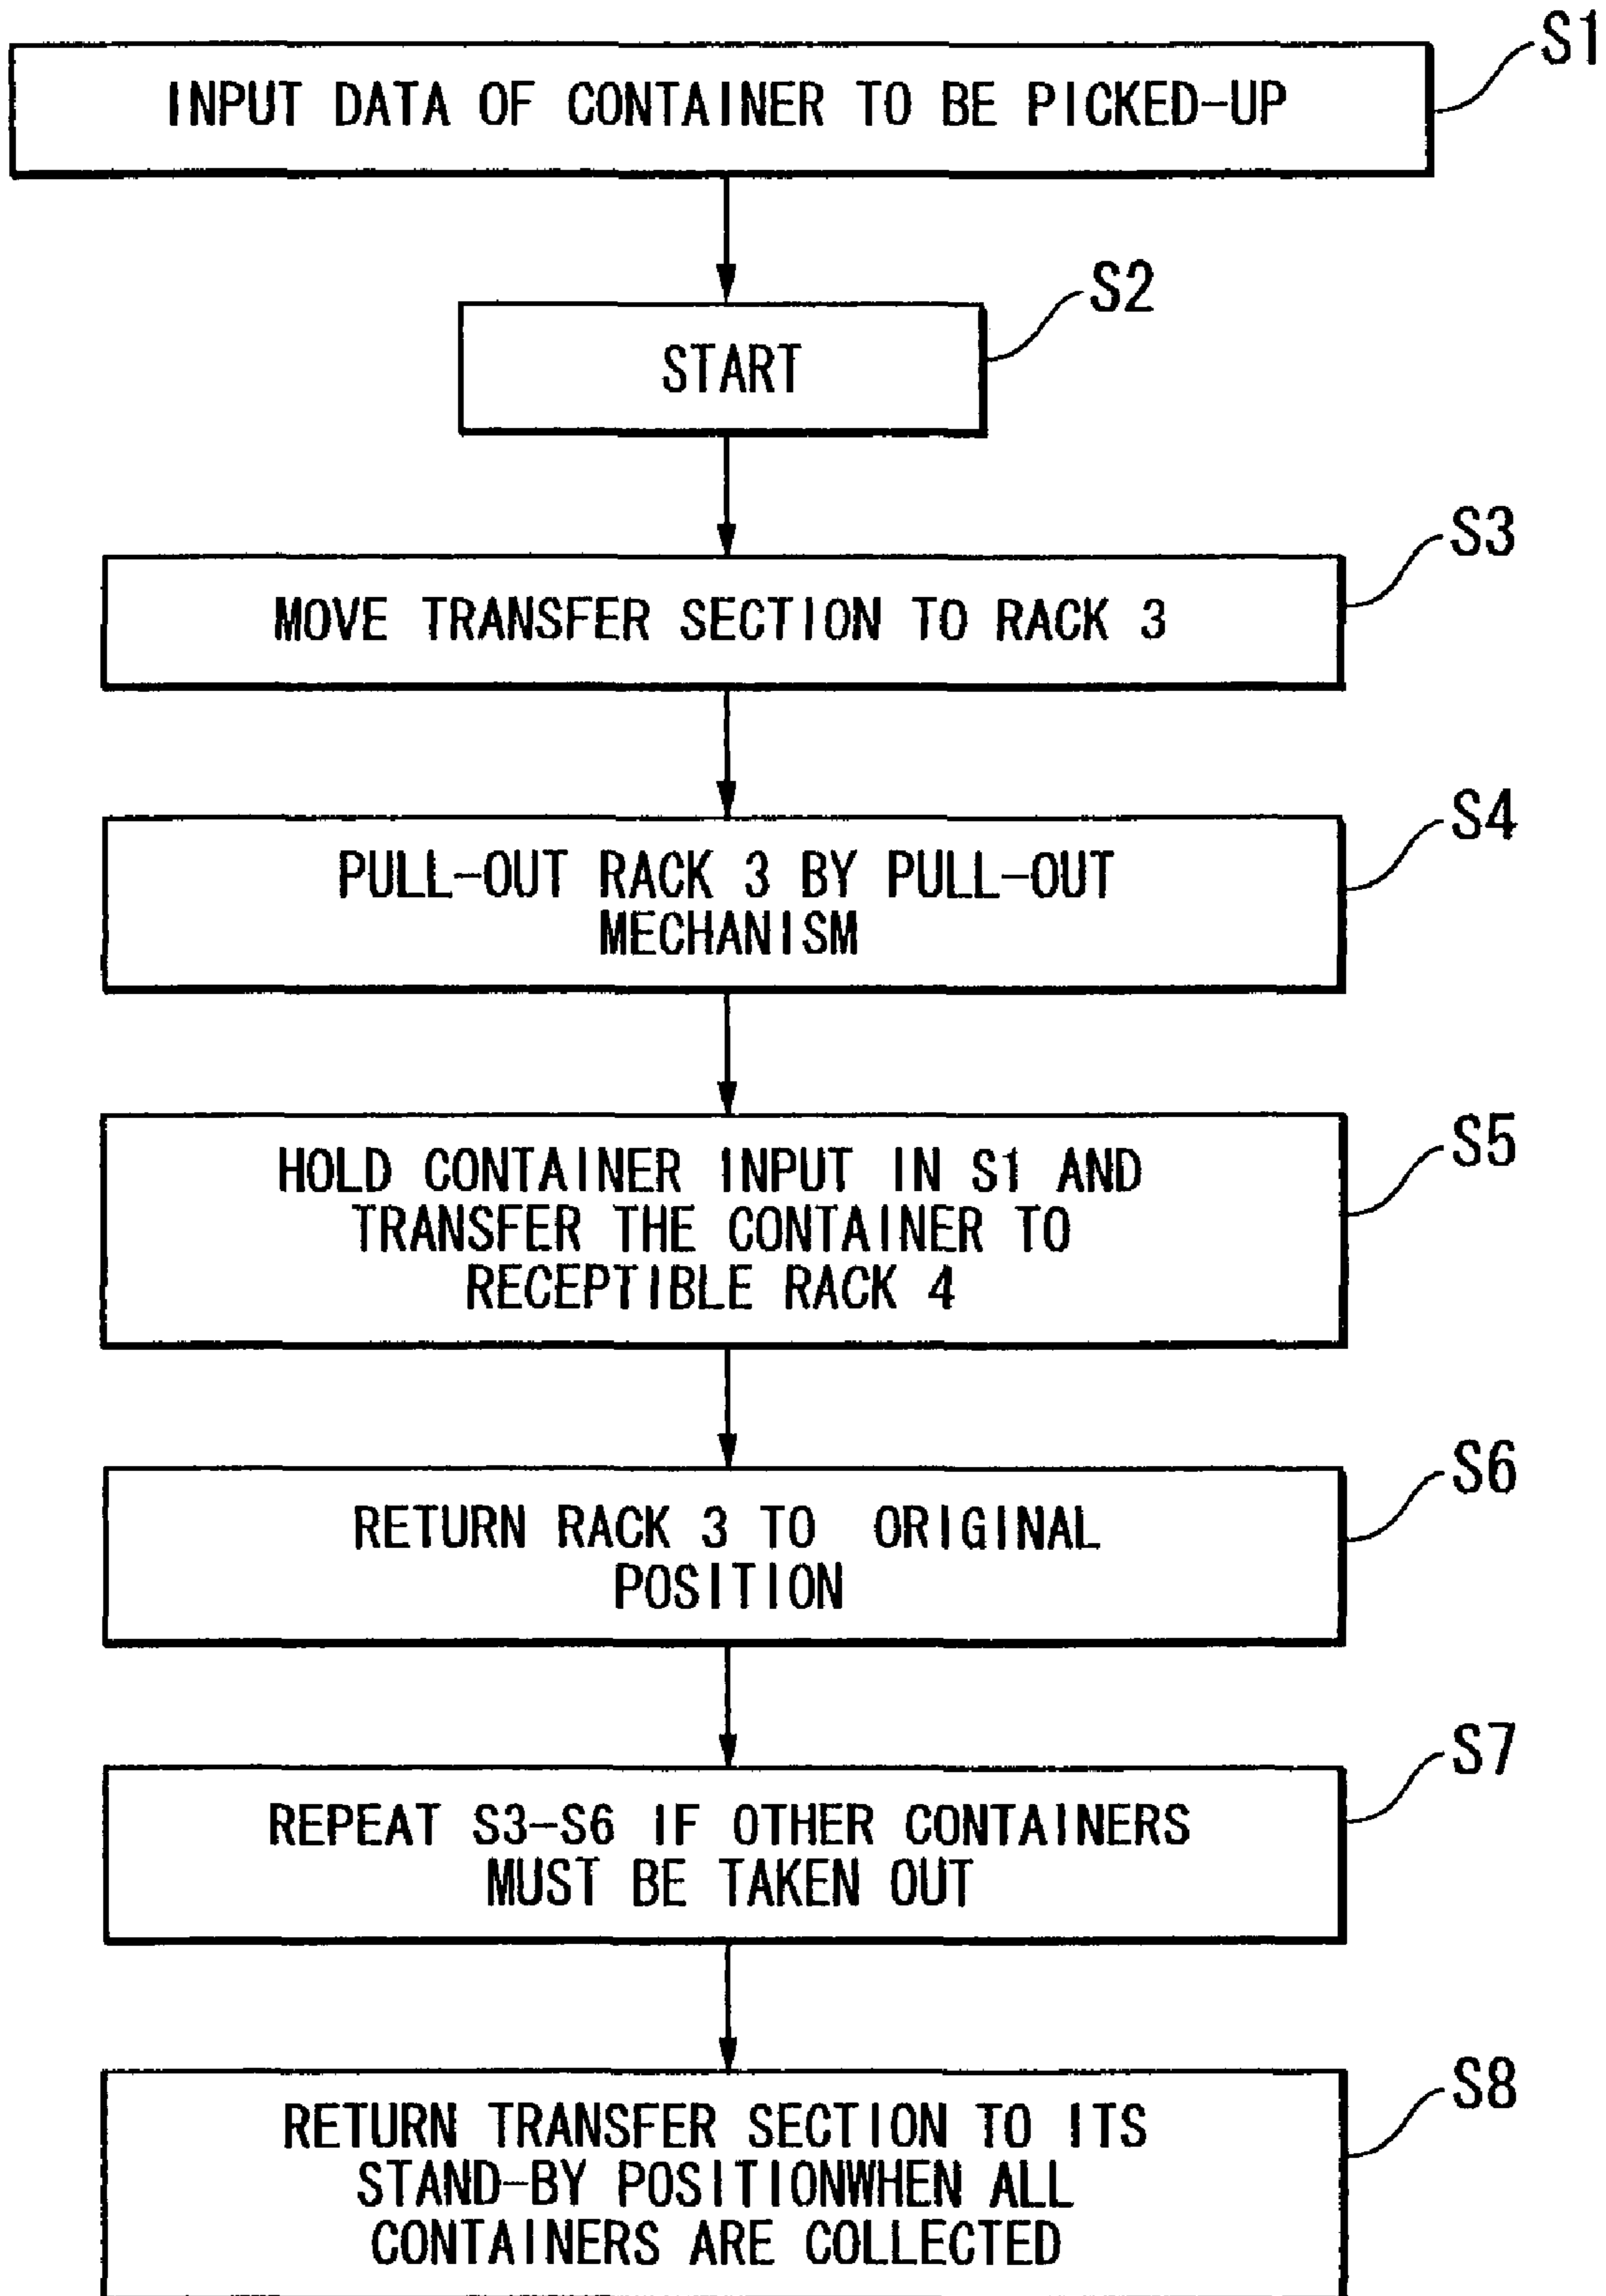 S1
INPUT DATA OF CONTAINER TO BE PICKED-UP
S2
START
S3
MOVE TRANSFER SECTION TO RACK 3
S4
PULL-OUT RACK 3 BY PULL-OUT
MECHANISM
S5
HOLD CONTAINER INPUT IN S1 AND
TRANSFER THE CONTAINER TO
RECEPTIBLE RACK 4
S6
RETURN RACK 3 TO ORIGINAL
POSITION
S7
REPEAT S3-S6 IF OTHER CONTAINERS
MUST BE TAKEN OUT
S8
RETURN TRANSFER SECTION TO ITS
STAND-BY POSITIONWHEN ALL
CONTAINERS ARE COLLECTED